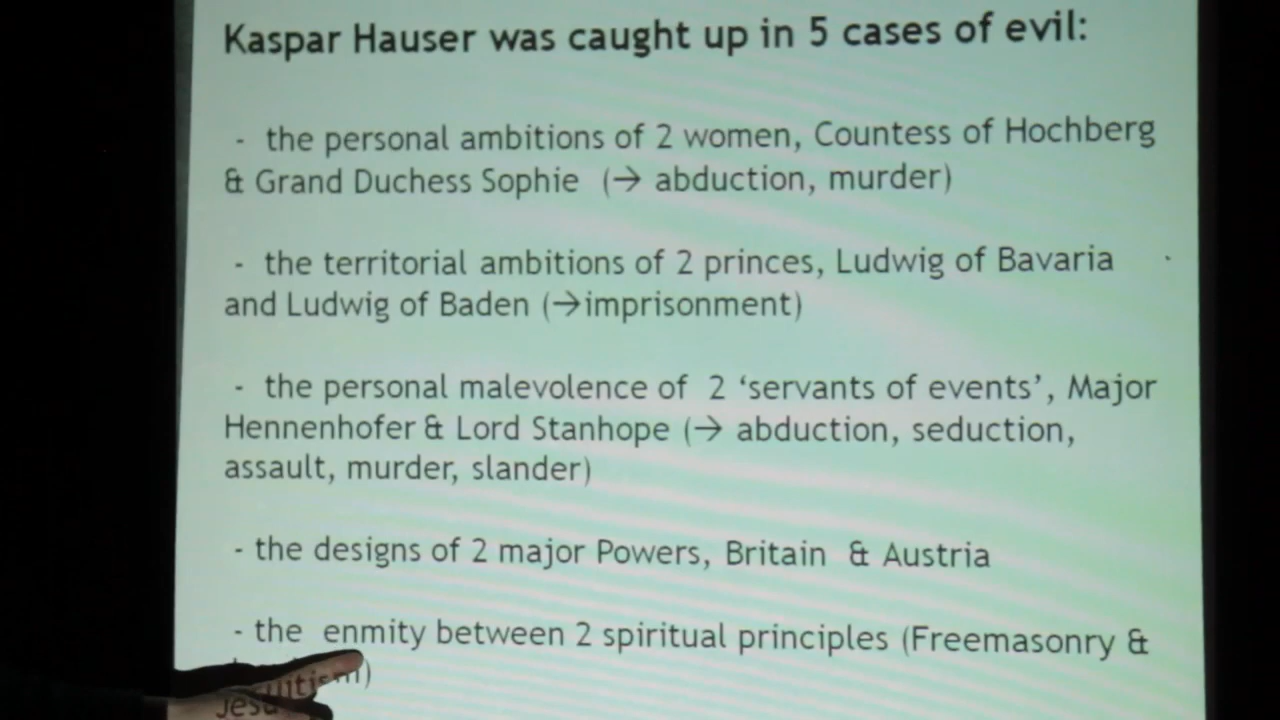 Kaspar Hauser was caught up in 5 cases of evil:
- the personal ambitions of 2 women, Countess of Hochberg
& Grand Duchess Sophie (→ abduction, murder)
- the territorial ambitions of 2 princes, Ludwig of Bavaria
and Ludwig of Baden (→imprisonment)
- the personal malevolence of 2 ‘servants of events’, Major
Hennenhofer & Lord Stanhope (→ abduction, seduction,
assault, murder, slander)
- the designs of 2 major Powers, Britain & Austria
- the enmity between 2 spiritual principles (Freemasonry &
Jesuitism)